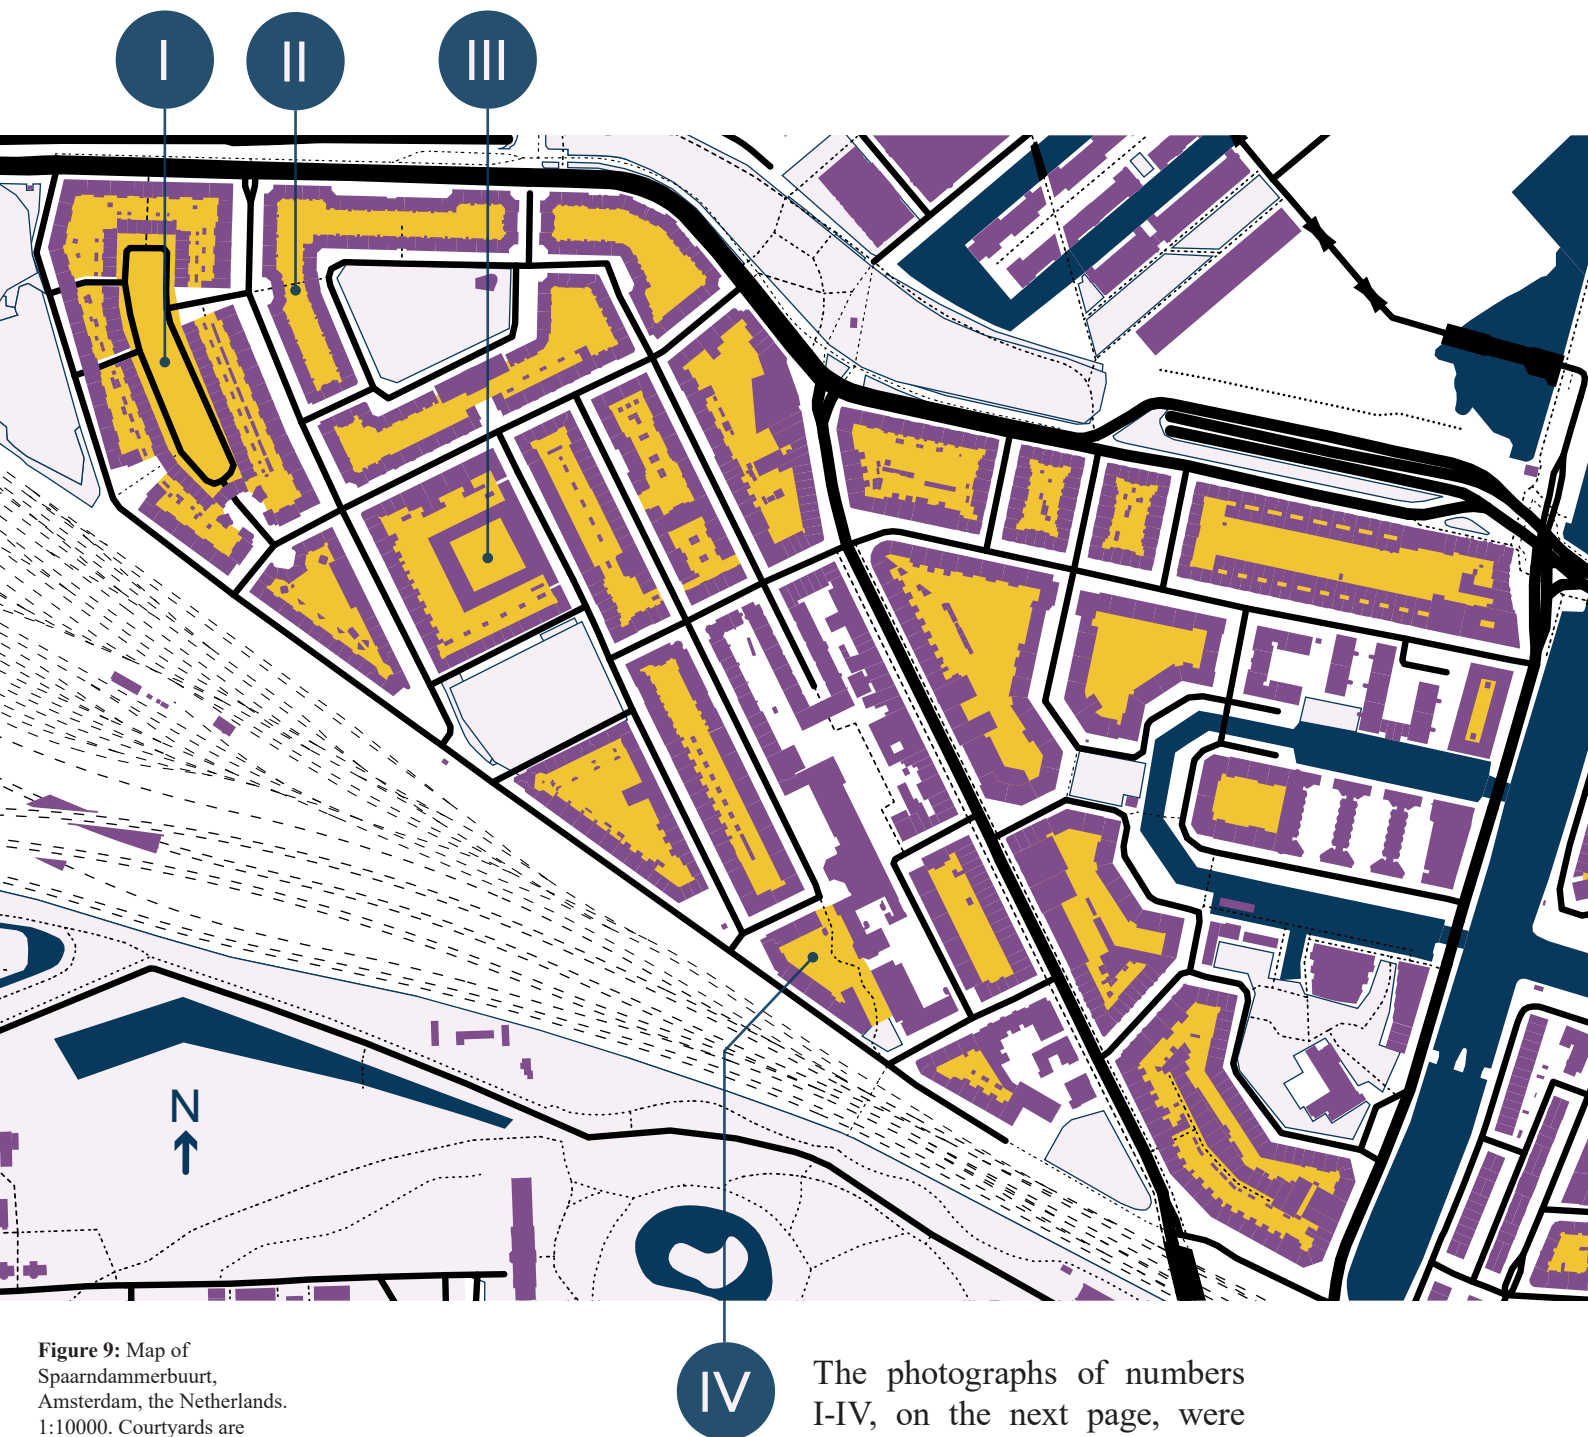 I
II
III
N
Figure 9: Map of
Spaarndammerbuurt,
Amsterdam, the Netherlands.
1:10000. Courtyards are
IV
The photographs of numbers
I-IV, on the next page, were